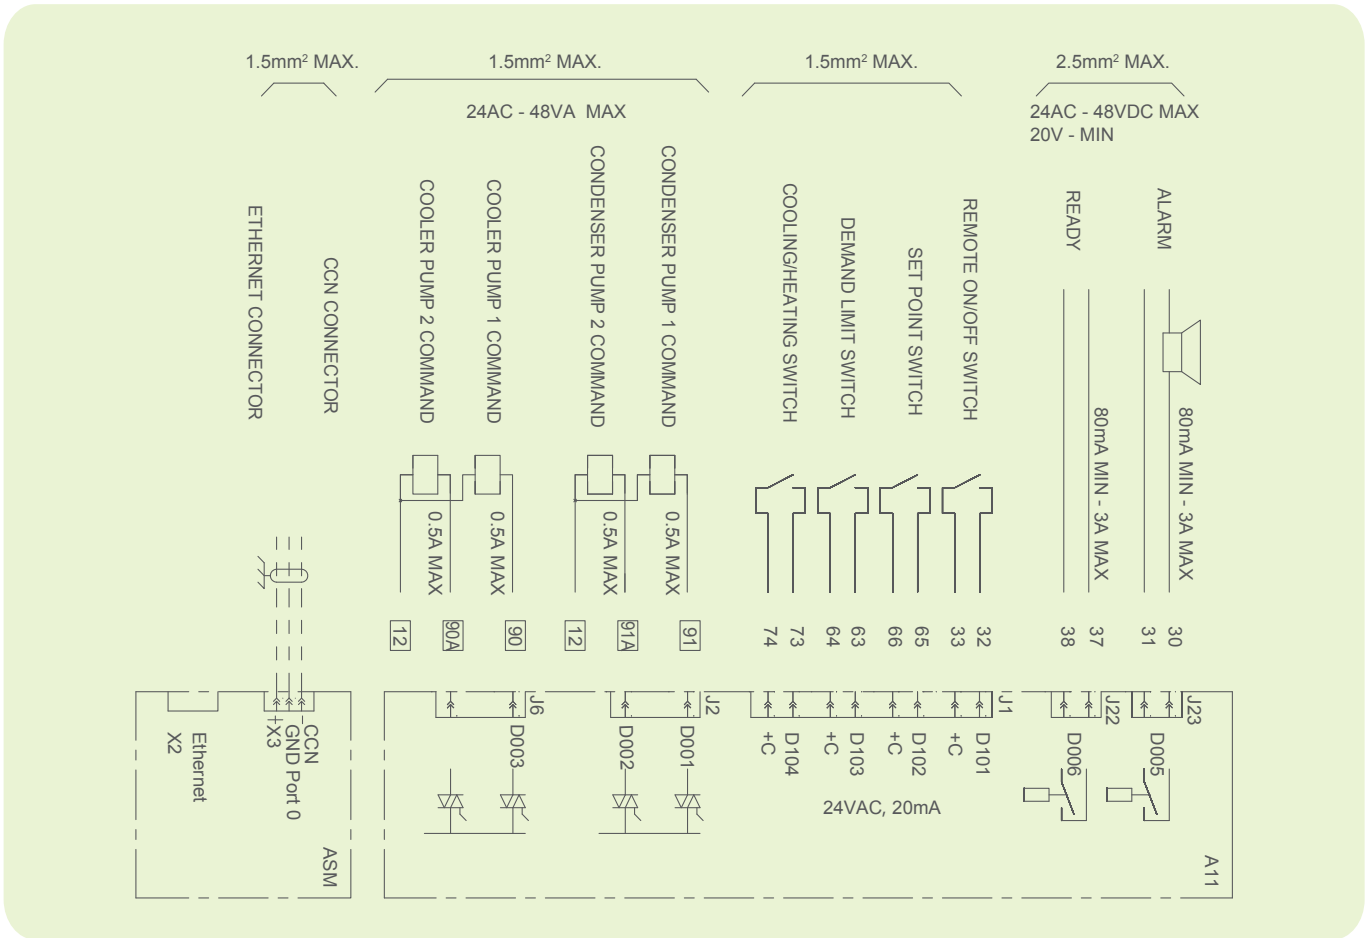 1.5mm² MAX.
1.5mm² MAX.
1.5mm² MAX.
2.5mm² MAX.
24AC - 48VA MAX
24AC - 48VDC MAX
20V - MIN
ETHERNET CONNECTOR
CCN CONNECTOR
COOLER PUMP 2 COMMAND
COOLER PUMP 1 COMMAND
CONDENSER PUMP 2 COMMAND
CONDENSER PUMP 1 COMMAND
COOLING/HEATING SWITCH
DEMAND LIMIT SWITCH
SET POINT SWITCH
REMOTE ON/OFF SWITCH
READY
ALARM
0.5A MAX
0.5A MAX
0.5A MAX
0.5A MAX
80mA MIN - 3A MAX
80mA MIN - 3A MAX
12
90A
90
12
91A
91
74
73
64
63
66
65
33
32
38
37
31
30
J6
J2
J1
J22
J23
Ethernet
X2
+X3
GND Port 0
CCN
-
D003
D002
D001
+C
D104
+C
D103
+C
D102
+C
D101
D006
D005
24VAC, 20mA
ASM
A11